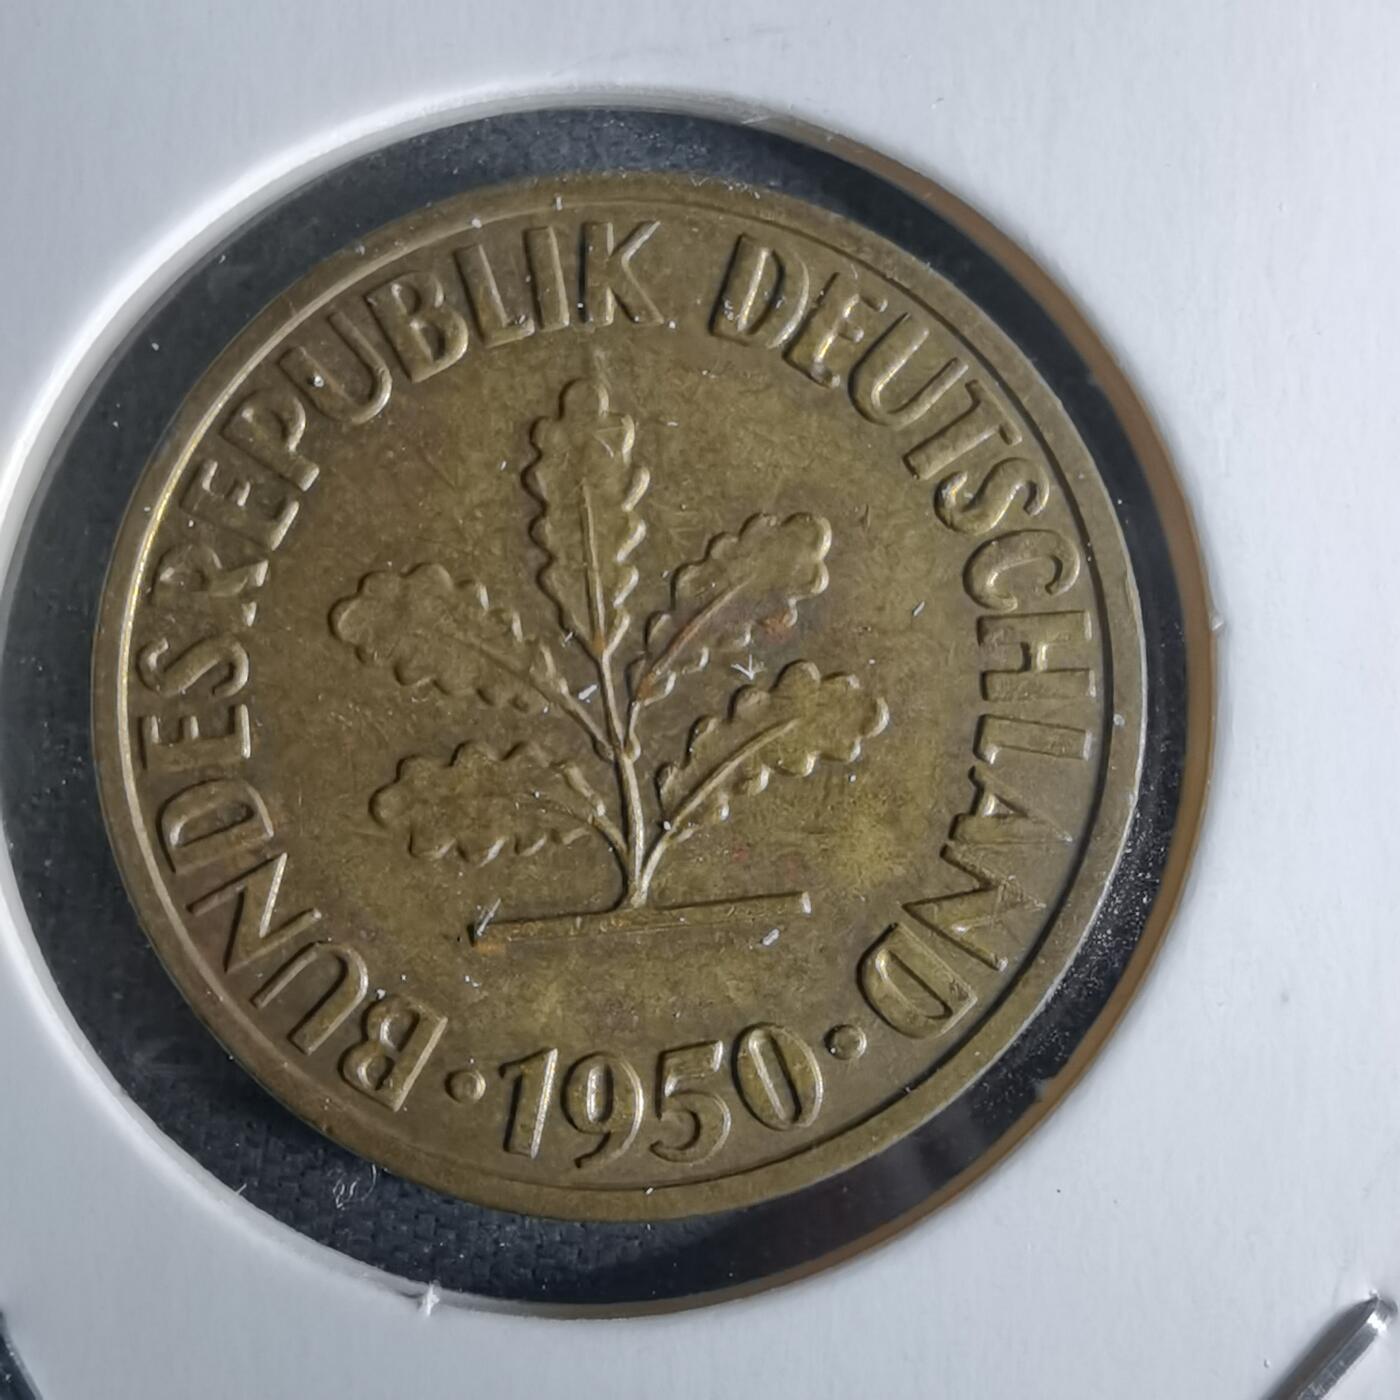 BUNDESREPUBLIK DEUTSCHLAND
· 1950 ·